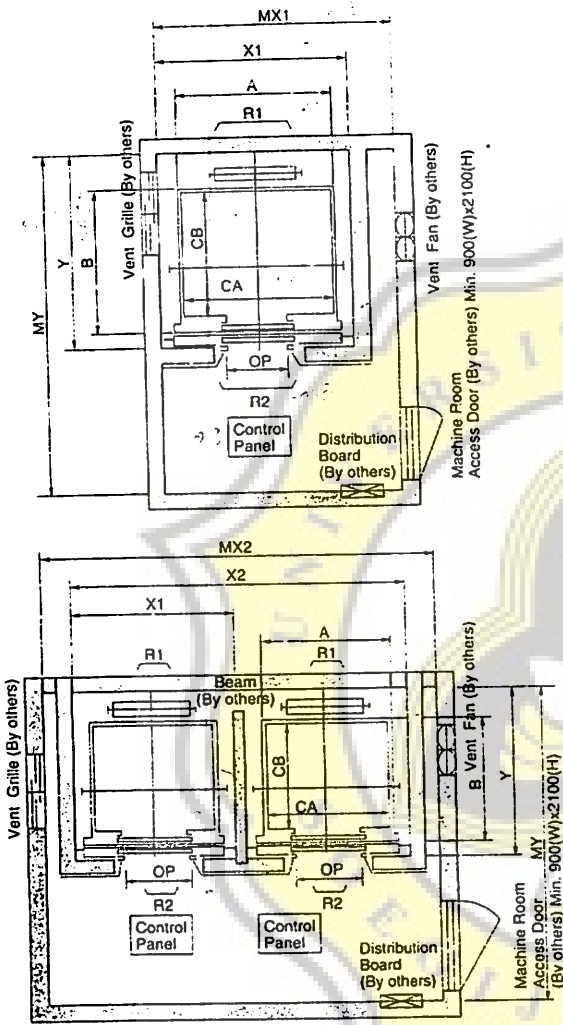 MX1
X1
A
R1
Vent Grille (By others)
MY
Y
B
CB
CA
OP
R2
Control
Panel
Distribution
Board
(By others)
Vent Fan (By others)
Machine Room
Access Door (By others) Min. 900(W)x2100(H)
MX2
X2
X1
A
R1
R1
Beam
(By others)
Vent Grille (By others)
CB
CA
B
Vent Fan (By others)
Y
MY
OP
OP
R2
R2
Control
Panel
Control
Panel
Distribution
Board
(By others)
Machine Room
Access Door
(By others) Min. 900(W)x2100(H)